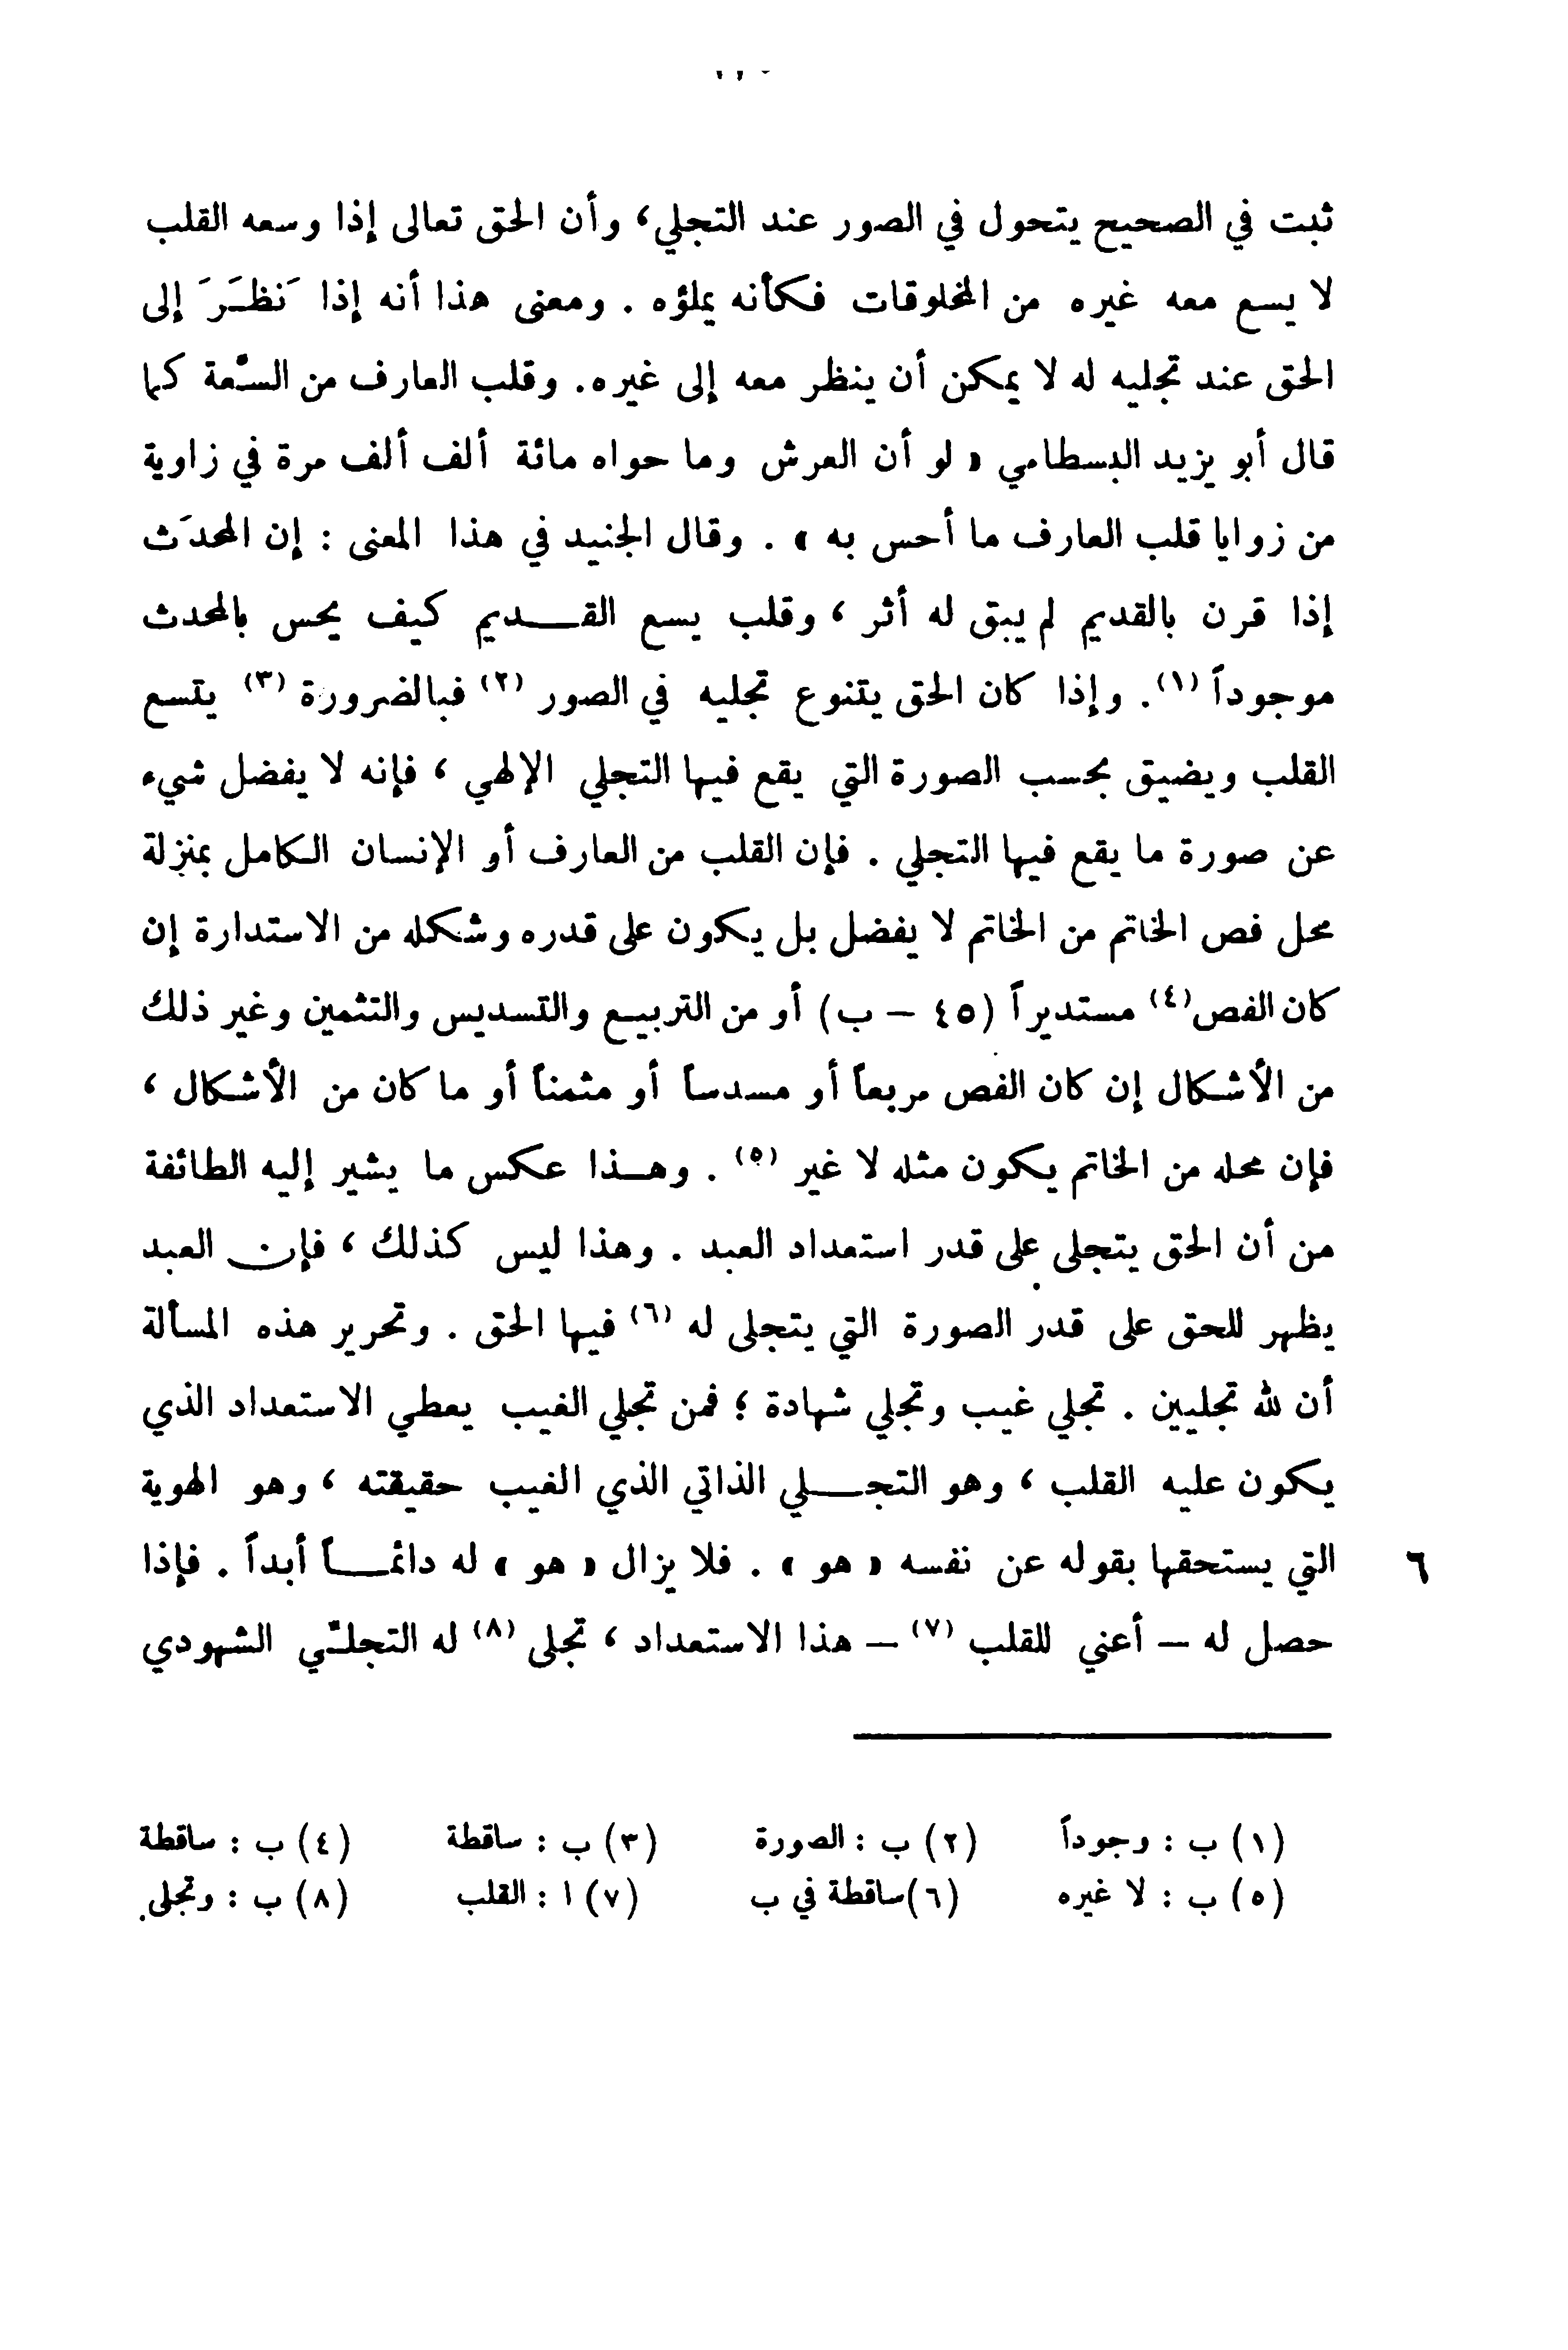 ثبت في الصحيح يتحول في الصور عند التجلي، وأن الحق تعالى إذا وسعه القلب
لا يسع معه غيره من المخلوقات فكأنه يملؤه . ومعنى هذا أنه إذا نَظَرَ إلى
الحق عند تجليه له لا يمكن أن ينظر معه إلى غيره. وقلب العارف من السَّعة كما
قال أبو يزيد البسطامي « لو أن العرش وما حواه مائة ألف ألف مرة في زاوية
من زوايا قلب العارف ما أحس به » . وقال الجنيد في هذا المعنى : إن المحدَث
إذا قرن بالقديم لم يبق له أثر ، وقلب يسع القـــديم كيف يحس بالمحدث
موجوداً (١). وإذا كان الحق يتنوع تجليه في الصور (٢) فبالضرورة (٣) يتسع
القلب ويضيق بحسب الصورة التي يقع فيها التجلي الإلهي ، فإنه لا يفضل شيء
عن صورة ما يقع فيها التجلي . فإن القلب من العارف أو الإنسان الكامل بمنزلة
محل فص الخاتم من الخاتم لا يفضل بل يكون على قدره وشكله من الاستدارة إن
كان الفص(٤) مستديراً (٤٥ – ب) أو من التربيع والتسديس والتثمين وغير ذلك
من الأشكال إن كان الفص مربعاً أو مسدساً أو مثمناً أو ما كان من الأشكال ،
فإن محله من الخاتم يكون مثله لا غير (٥) . وهــذا عكس ما يشير إليه الطائفة
من أن الحق يتجلى على قدر استعداد العبد . وهذا ليس كذلك ، فإن العبد
يظهر للحق على قدر الصورة التي يتجلى له (٦) فيها الحق . وتحرير هذه المسألة
أن لله تجليين . تجلي غيب وتجلي شهادة ؛ فمن تجلي الغيب يعطي الاستعداد الذي
يكون عليه القلب ، وهو التجـــلي الذاتي الذي الغيب حقيقته ، وهو الهوية
التي يستحقها بقوله عن نفسه « هو » . فلا يزال « هو » له دائمـــاً أبداً . فإذا ٦
حصل له – أعني للقلب (٧) – هذا الاستعداد ، تجلى (٨) له التجلّي الشهودي
(١) ب : وجوداً (٢) ب : الصورة (٣) ب : ساقطة (٤) ب : ساقطة
(٥) ب : لا غيره (٦)ساقطة في ب (٧) ا : القلب (٨) ب : وتجلى.